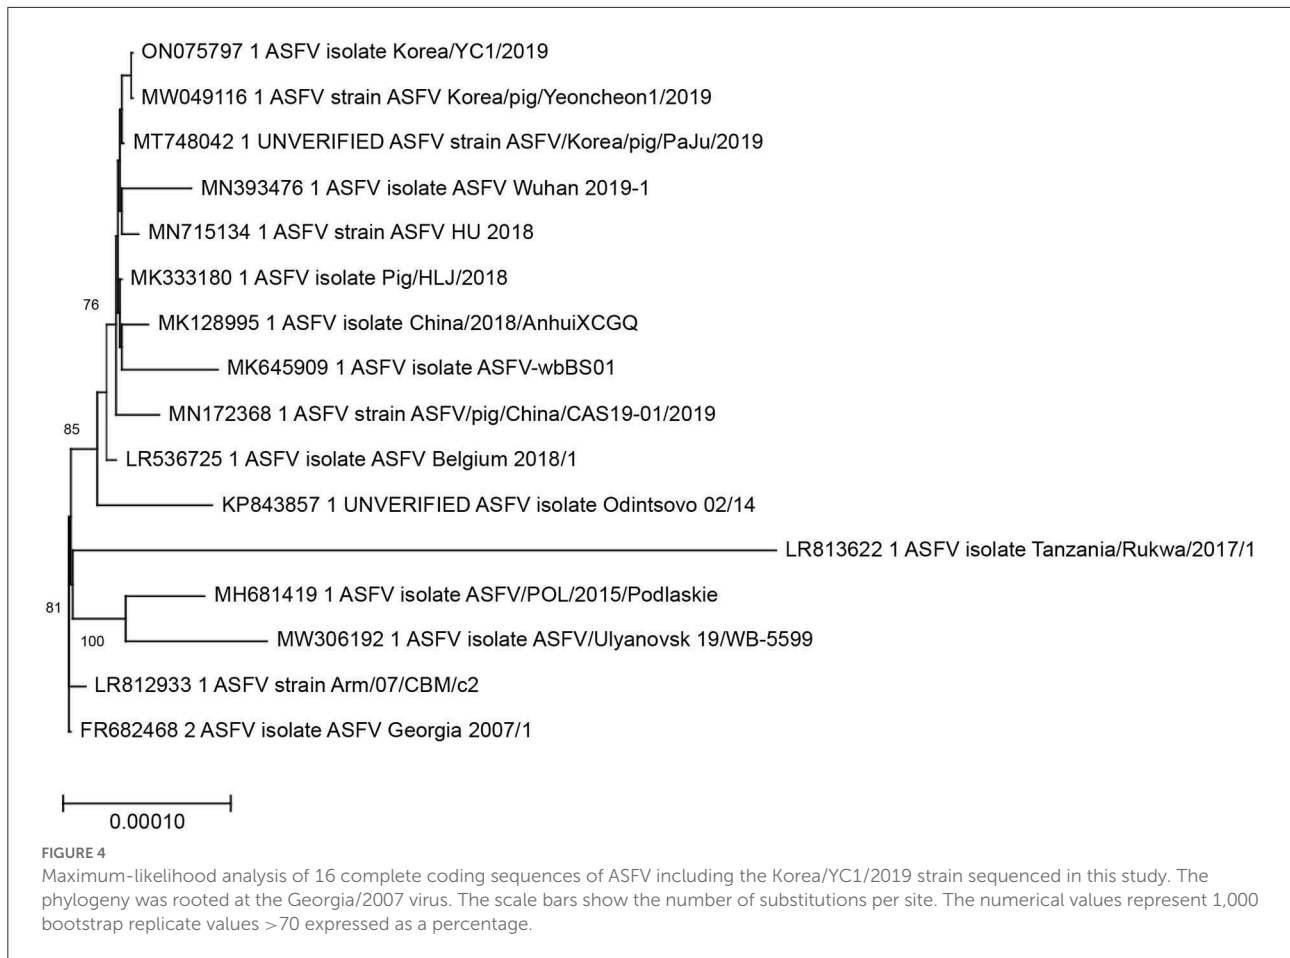 ON075797 1 ASFV isolate Korea/YC1/2019
MW049116 1 ASFV strain ASFV Korea/pig/Yeoncheon1/2019
MT748042 1 UNVERIFIED ASFV strain ASFV/Korea/pig/PaJu/2019
MN393476 1 ASFV isolate ASFV Wuhan 2019-1
MN715134 1 ASFV strain ASFV HU 2018
MK333180 1 ASFV isolate Pig/HLJ/2018
76
MK128995 1 ASFV isolate China/2018/AnhuiXCGQ
MK645909 1 ASFV isolate ASFV-wbBS01
MN172368 1 ASFV strain ASFV/pig/China/CAS19-01/2019
85
LR536725 1 ASFV isolate ASFV Belgium 2018/1
KP843857 1 UNVERIFIED ASFV isolate Odintsovo 02/14
LR813622 1 ASFV isolate Tanzania/Rukwa/2017/1
MH681419 1 ASFV isolate ASFV/POL/2015/Podlaskie
81
100
MW306192 1 ASFV isolate ASFV/Ulyanovsk 19/WB-5599
LR812933 1 ASFV strain Arm/07/CBM/c2
FR682468 2 ASFV isolate ASFV Georgia 2007/1
0.00010
FIGURE 4
Maximum-likelihood analysis of 16 complete coding sequences of ASFV including the Korea/YC1/2019 strain sequenced in this study. The
phylogeny was rooted at the Georgia/2007 virus. The scale bars show the number of substitutions per site. The numerical values represent 1,000
bootstrap replicate values >70 expressed as a percentage.